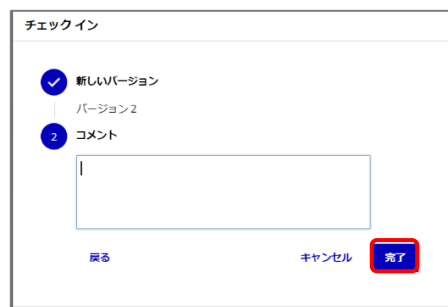 チェック イン
新しいバージョン
バージョン 2
2 コメント
戻る キャンセル 完了